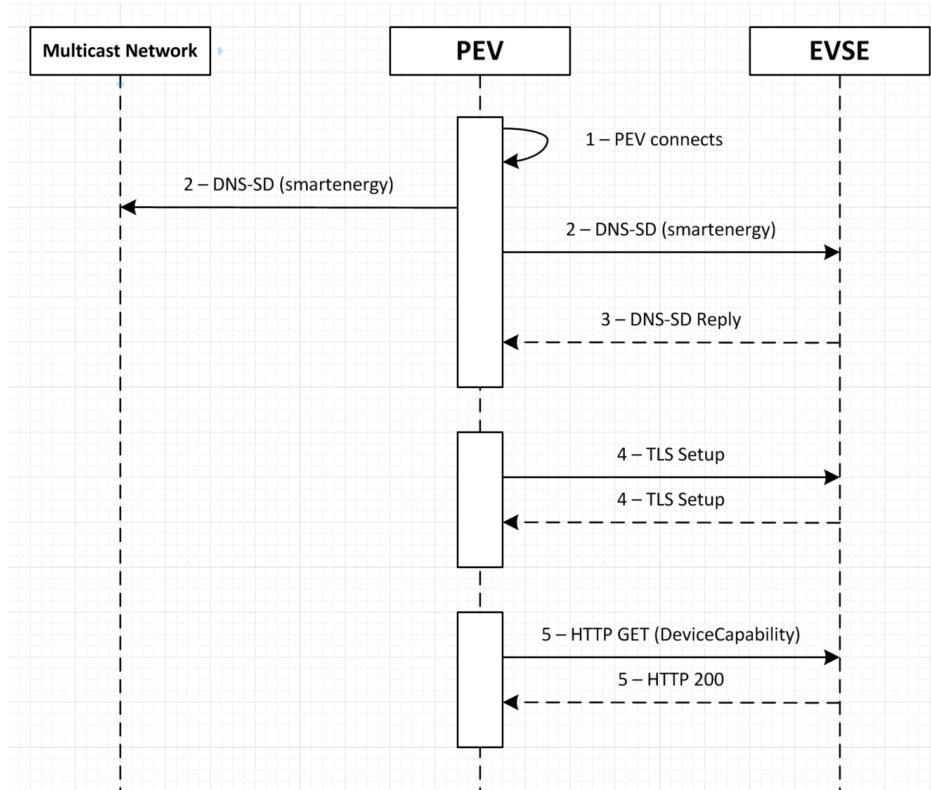 Multicast Network
PEV
EVSE
1 – PEV connects
2 – DNS-SD (smartenergy)
2 – DNS-SD (smartenergy)
3 – DNS-SD Reply
4 – TLS Setup
4 – TLS Setup
5 – HTTP GET (DeviceCapability)
5 – HTTP 200